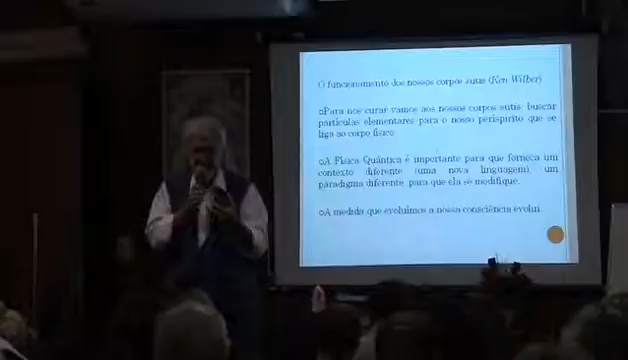 O funcionamento dos nossos corpos sutis (Ken Wilber)
Para nos curar vamos aos nossos corpos sutis buscar
partículas elementares para o nosso perispírito que se
liga ao corpo físico
A Física Quântica é importante para que forneça um
contexto diferente (uma nova linguagem), um
paradigma diferente para que ela se modifique.
A medida que evoluímos a nossa consciência evolui.